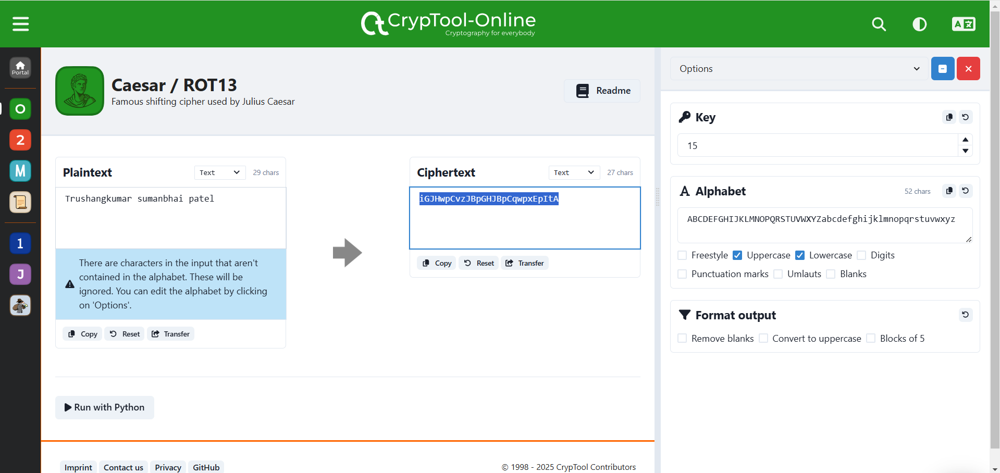 CrypTool-Online
Cryptography for everybody
Portal
Caesar / ROT13
Famous shifting cipher used by Julius Caesar
Readme
Options
O
2
M
1
J
Plaintext
Text
29 chars
Trushangkumar sumanbhai patel
There are characters in the input that aren't
contained in the alphabet. These will be
ignored. You can edit the alphabet by clicking
on 'Options'.
Copy Reset Transfer
Ciphertext
Text
27 chars
iGJHwpCvzJBpGHJBpCqwpxEpItA
Copy Reset Transfer
Run with Python
Key
15
Alphabet
52 chars
ABCDEFGHIJKLMNOPQRSTUVWXYZabcdefghijklmnopqrstuvwxyz
Freestyle Uppercase Lowercase Digits
Punctuation marks Umlauts Blanks
Format output
Remove blanks Convert to uppercase Blocks of 5
Imprint Contact us Privacy GitHub
© 1998 - 2025 CrypTool Contributors